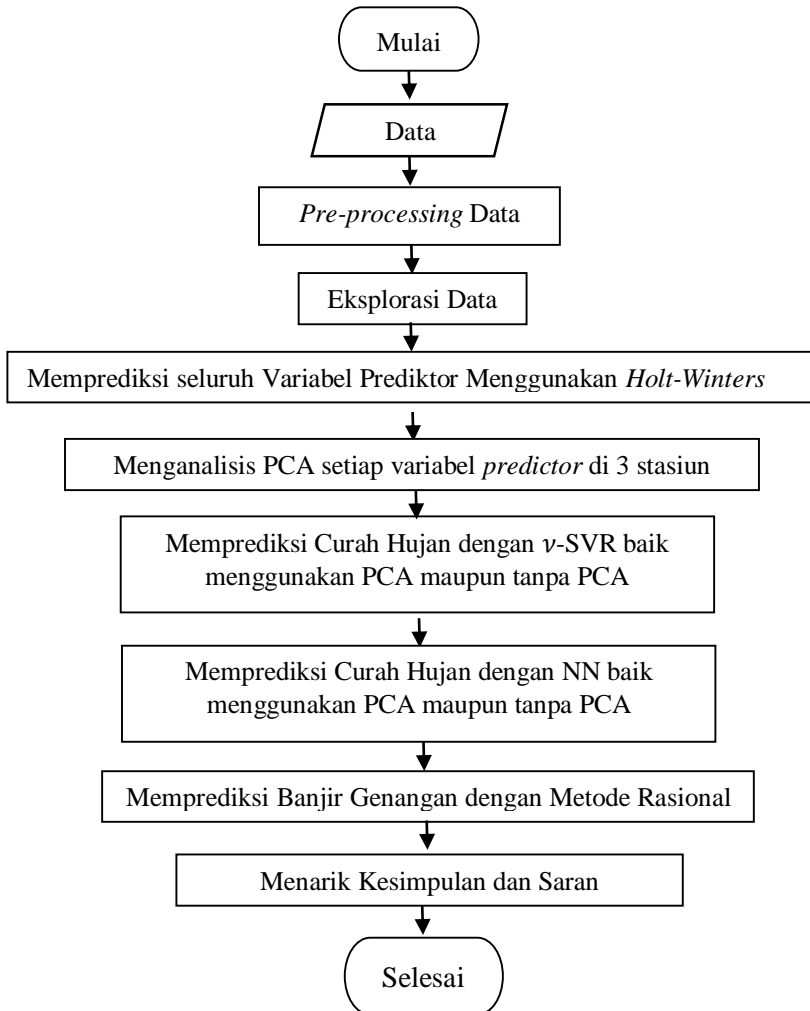 Mulai
Data
Pre-processing Data
Eksplorasi Data
Memprediksi seluruh Variabel Prediktor Menggunakan Holt-Winters
Menganalisis PCA setiap variabel predictor di 3 stasiun
Memprediksi Curah Hujan dengan ν-SVR baik
menggunakan PCA maupun tanpa PCA
Memprediksi Curah Hujan dengan NN baik
menggunakan PCA maupun tanpa PCA
Memprediksi Banjir Genangan dengan Metode Rasional
Menarik Kesimpulan dan Saran
Selesai